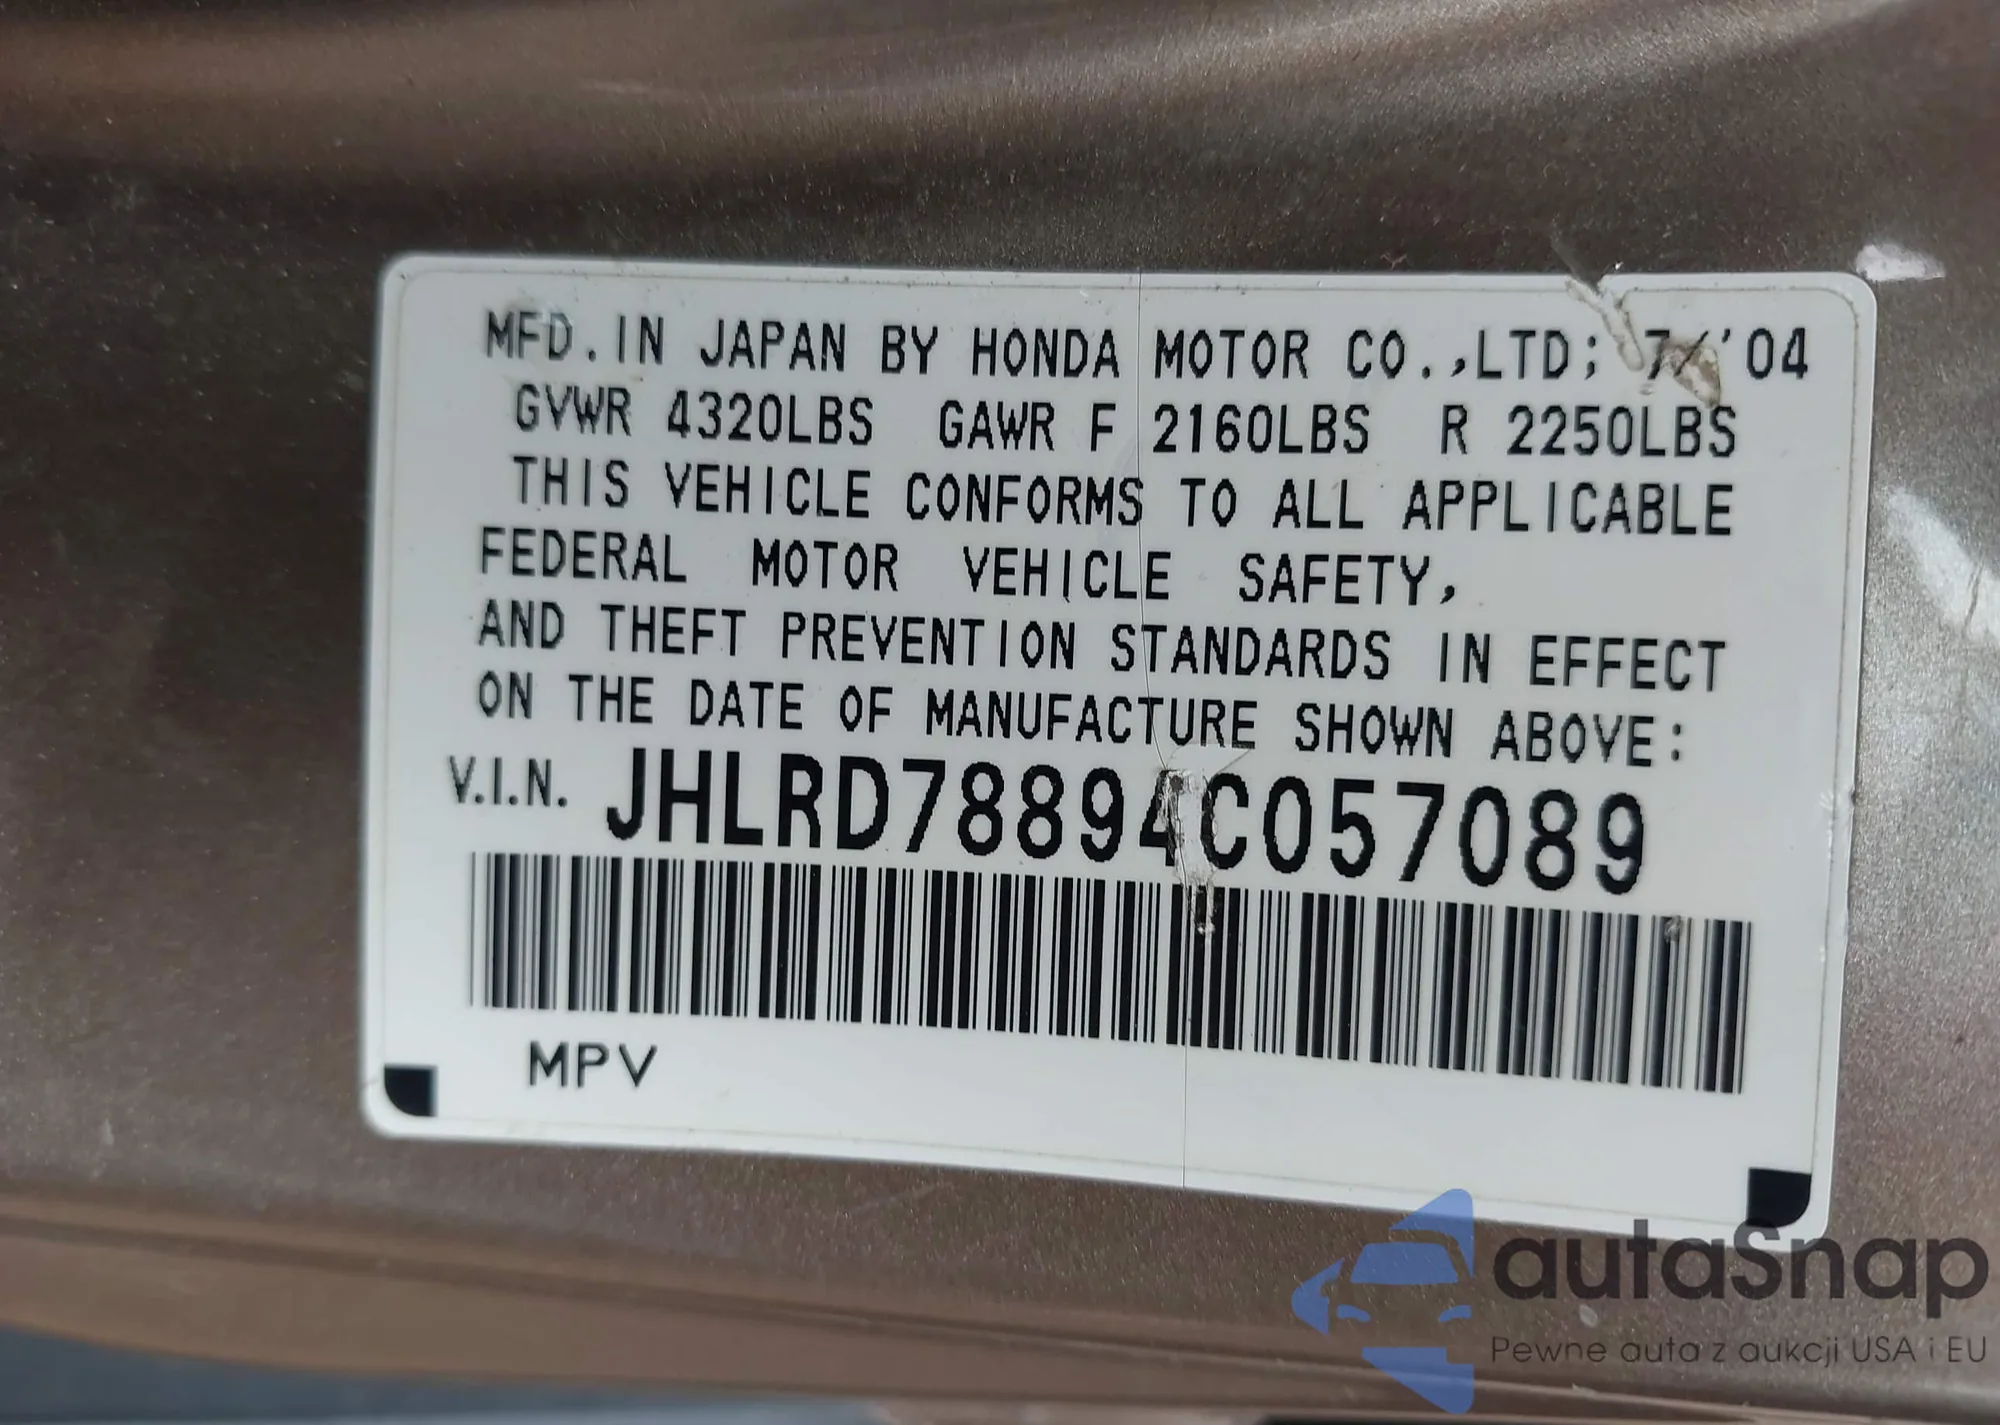 MFD.IN JAPAN BY HONDA MOTOR CO.,LTD; 7/'04
GVWR 4320LBS GAWR F 2160LBS R 2250LBS
THIS VEHICLE CONFORMS TO ALL APPLICABLE
FEDERAL MOTOR VEHICLE SAFETY,
AND THEFT PREVENTION STANDARDS IN EFFECT
ON THE DATE OF MANUFACTURE SHOWN ABOVE:
V.I.N. JHLRD78894C057089
MPV
autaSnap
Pewne auta z aukcji USA i EU